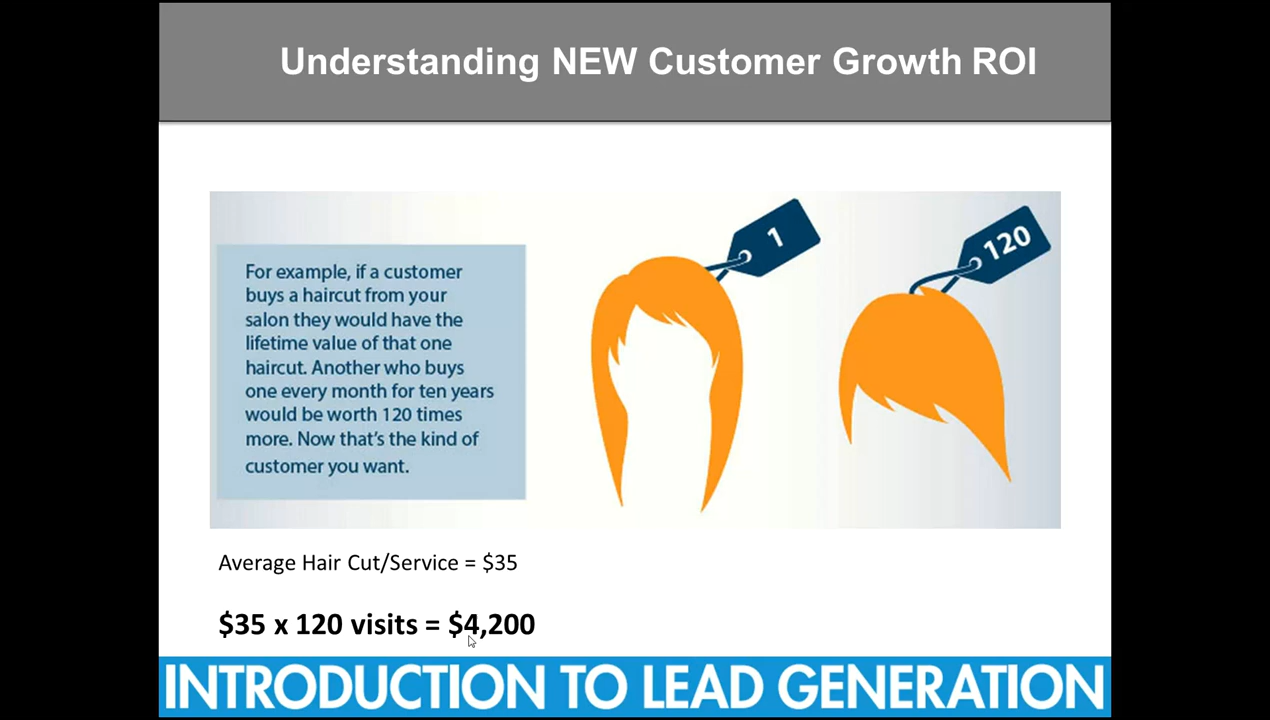 Understanding NEW Customer Growth ROI
For example, if a customer
buys a haircut from your
salon they would have the
lifetime value of that one
haircut. Another who buys
one every month for ten years
would be worth 120 times
more. Now that's the kind of
customer you want.
1
120
Average Hair Cut/Service = $35
$35 x 120 visits = $4,200
INTRODUCTION TO LEAD GENERATION